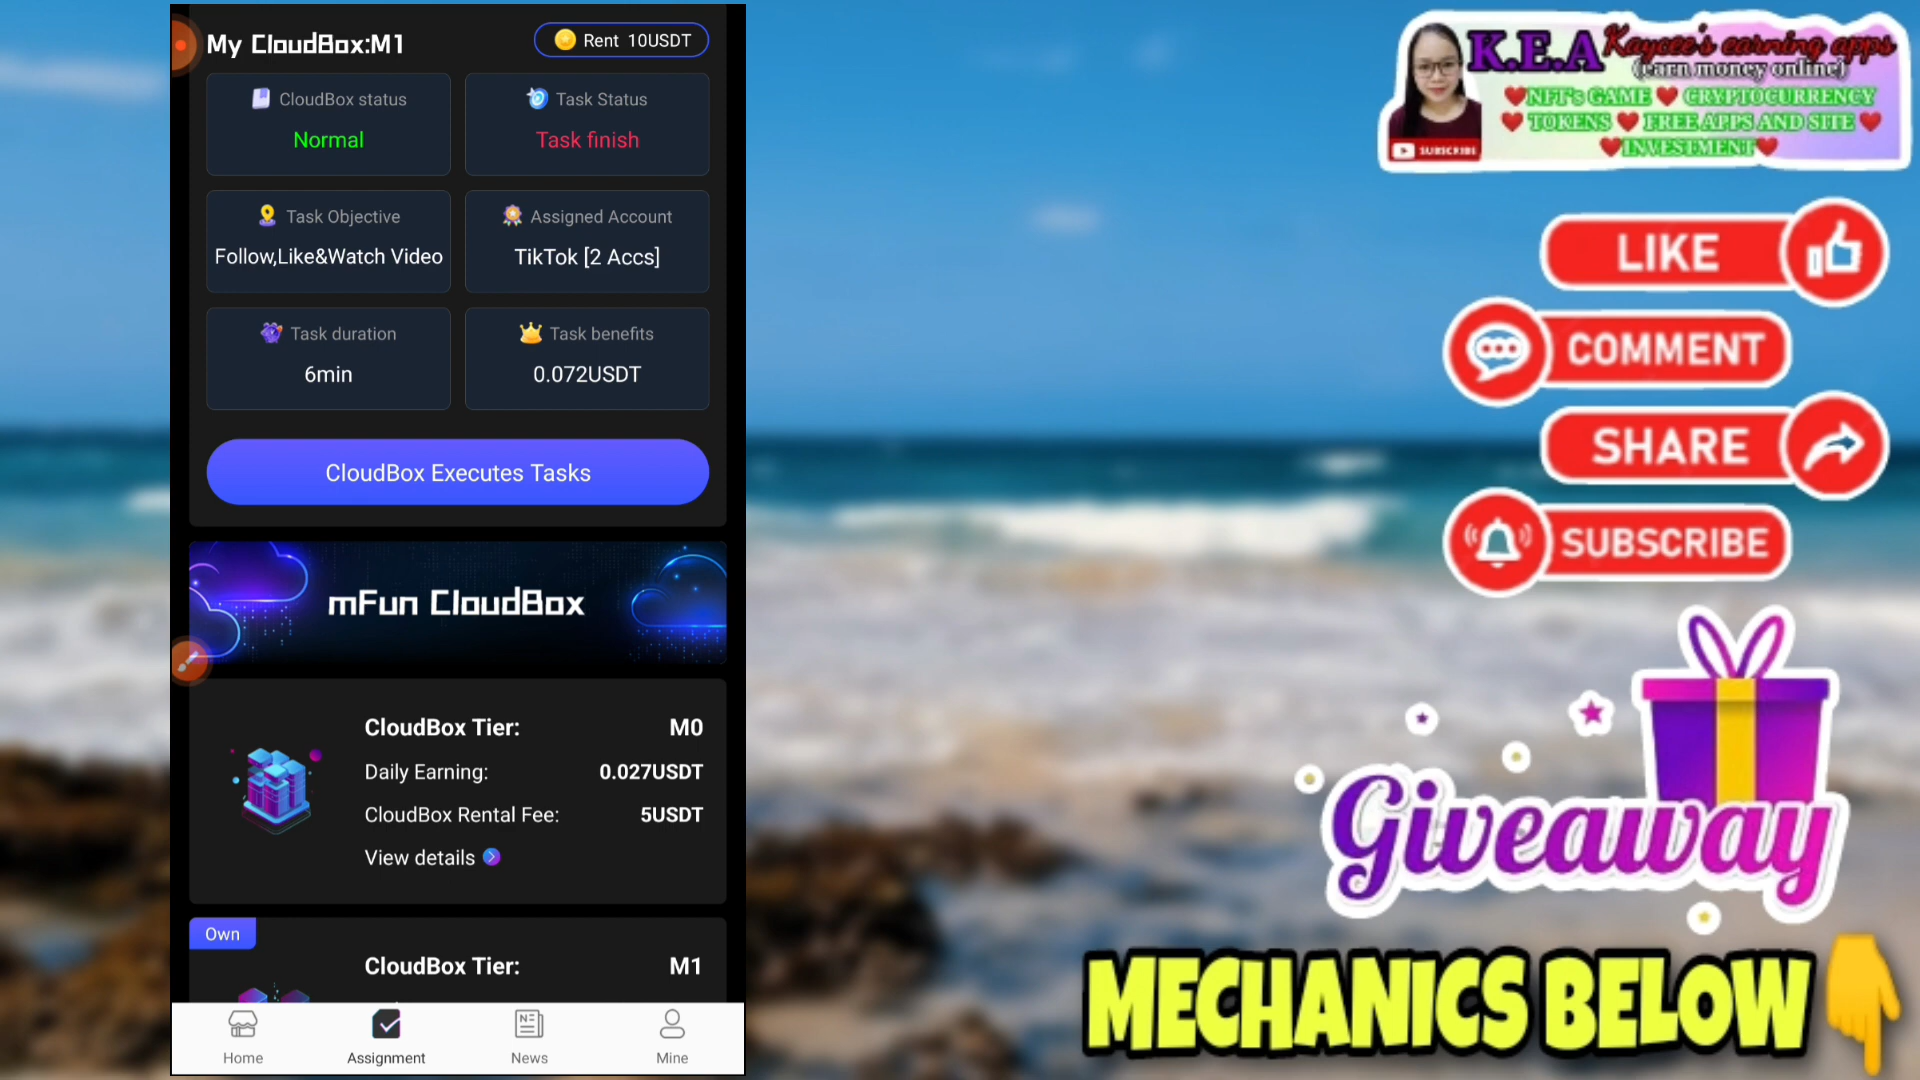 My CloudBox:M1
Rent 10USDT
CloudBox status
Normal
Task Status
Task finish
Task Objective
Follow,Like&Watch Video
Assigned Account
TikTok [2 Accs]
Task duration
6min
Task benefits
0.072USDT
CloudBox Executes Tasks
mFun CloudBox
CloudBox Tier: M0
Daily Earning: 0.027USDT
CloudBox Rental Fee: 5USDT
View details
Own
CloudBox Tier: M1
Home
Assignment
News
Mine
K.E.A Kaycee's earning apps
(earn money online)
NFT's GAME CRYPTOCURRENCY
TOKENS FREE APPS AND SITE
INVESTMENT
SUBSCRIBE
LIKE
COMMENT
SHARE
SUBSCRIBE
Giveaway
MECHANICS BELOW